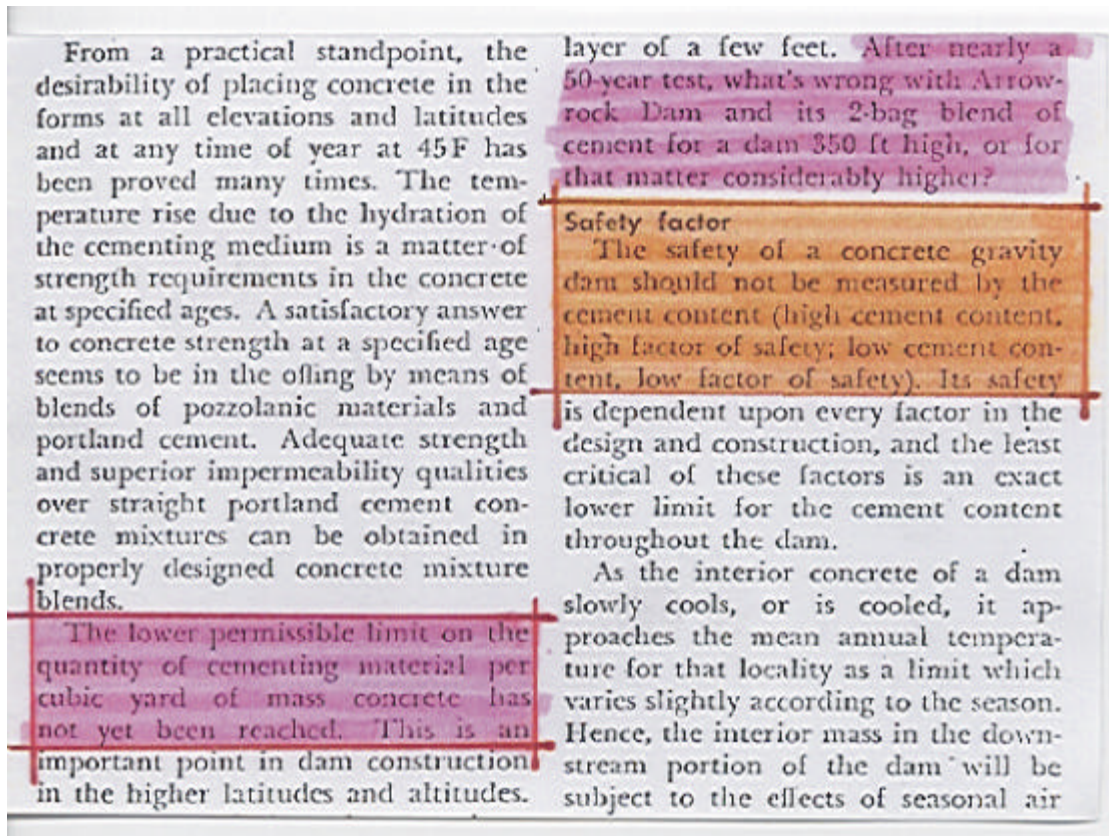 From a practical standpoint, the
desirability of placing concrete in the
forms at all elevations and latitudes
and at any time of year at 45 F has
been proved many times. The tem-
perature rise due to the hydration of
the cementing medium is a matter of
strength requirements in the concrete
at specified ages. A satisfactory answer
to concrete strength at a specified age
seems to be in the offing by means of
blends of pozzolanic materials and
portland cement. Adequate strength
and superior impermeability qualities
over straight portland cement con-
crete mixtures can be obtained in
properly designed concrete mixture
blends.
The lower permissible limit on the
quantity of cementing material per
cubic yard of mass concrete has
not yet been reached. This is an
important point in dam construction
in the higher latitudes and altitudes.
layer of a few feet. After nearly a
50-year test, what's wrong with Arrow-
rock Dam and its 2-bag blend of
cement for a dam 350 ft high, or for
that matter considerably higher?
Safety factor
The safety of a concrete gravity
dam should not be measured by the
cement content (high cement content,
high factor of safety; low cement con-
tent, low factor of safety). Its safety
is dependent upon every factor in the
design and construction, and the least
critical of these factors is an exact
lower limit for the cement content
throughout the dam.
As the interior concrete of a dam
slowly cools, or is cooled, it ap-
proaches the mean annual tempera-
ture for that locality as a limit which
varies slightly according to the season.
Hence, the interior mass in the down-
stream portion of the dam will be
subject to the effects of seasonal air